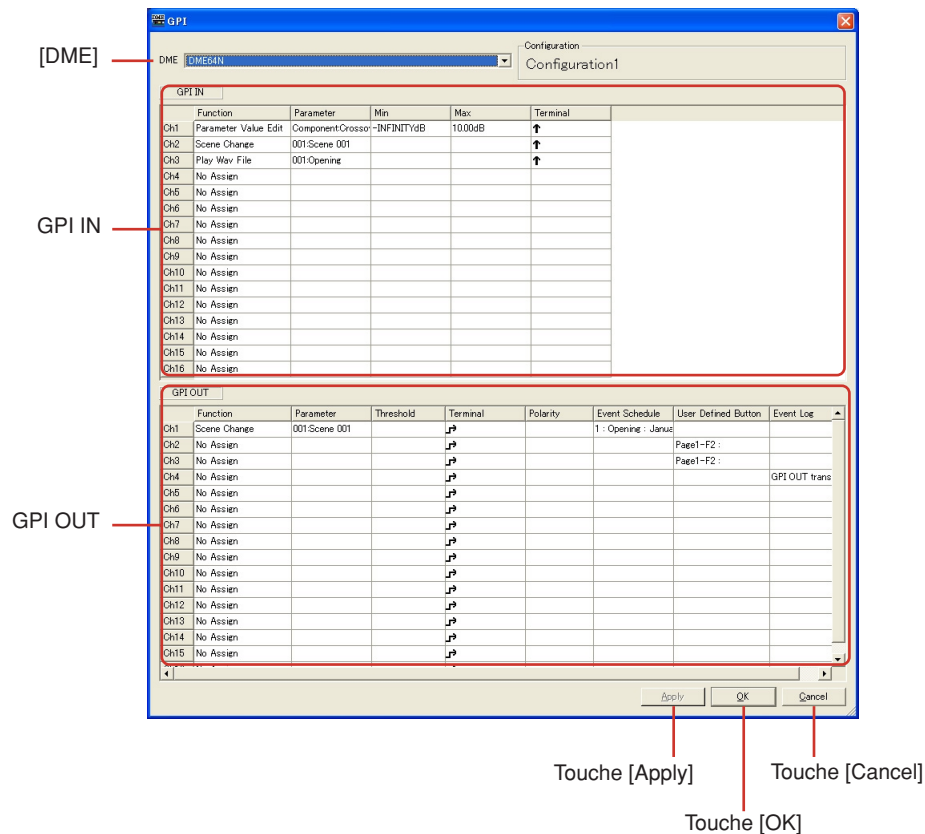 GPI
[DME]
DME DME64N
Configuration
Configuration1
GPI IN
Function Parameter Min Max Terminal
Ch1 Parameter Value Edit Component:Crosso -INFINITYdB 10.00dB
Ch2 Scene Change 001:Scene 001
Ch3 Play Wav File 001:Opening
Ch4 No Assign
Ch5 No Assign
Ch6 No Assign
GPI IN
Ch7 No Assign
Ch8 No Assign
Ch9 No Assign
Ch10 No Assign
Ch11 No Assign
Ch12 No Assign
Ch13 No Assign
Ch14 No Assign
Ch15 No Assign
Ch16 No Assign
GPI OUT
Function Parameter Threshold Terminal Polarity Event Schedule User Defined Button Event Log
Ch1 Scene Change 001:Scene 001 1 : Opening : Janua
Ch2 No Assign Page1-F2 :
Ch3 No Assign Page1-F2 :
Ch4 No Assign GPI OUT trans
Ch5 No Assign
Ch6 No Assign
GPI OUT
Ch7 No Assign
Ch8 No Assign
Ch9 No Assign
Ch10 No Assign
Ch11 No Assign
Ch12 No Assign
Ch13 No Assign
Ch14 No Assign
Ch15 No Assign
Apply OK Cancel
Touche [Apply]
Touche [Cancel]
Touche [OK]